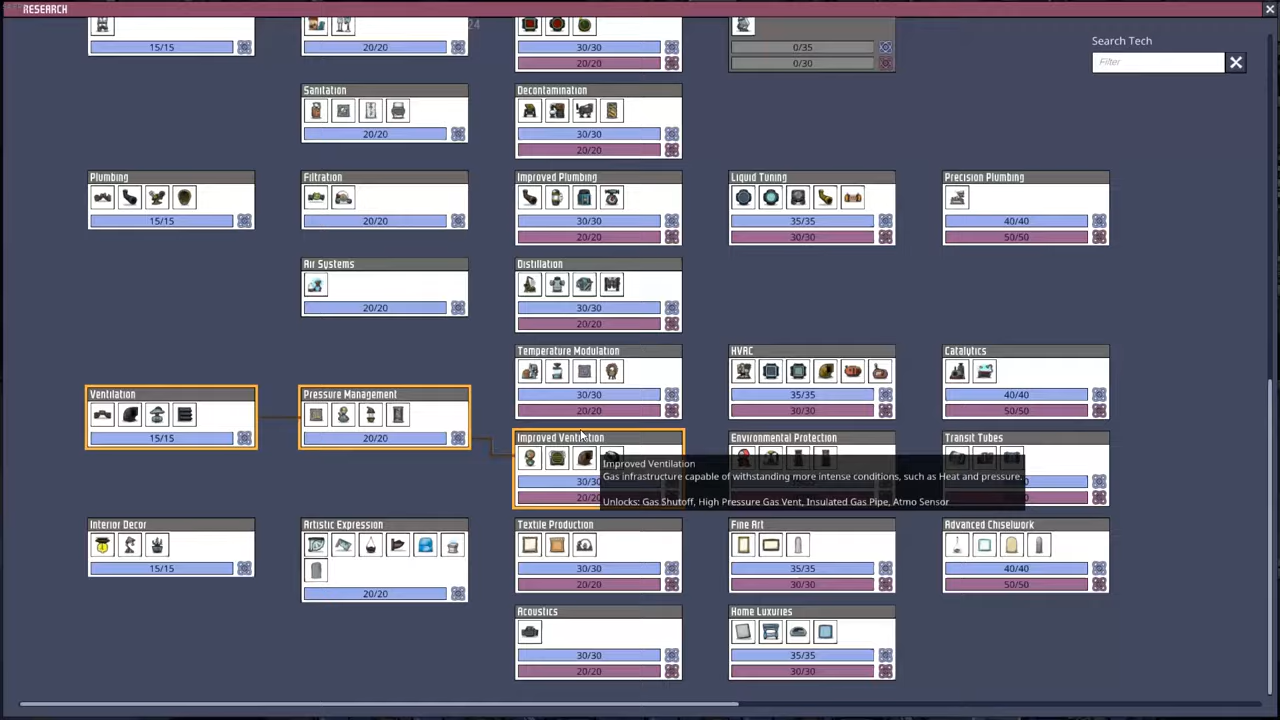 RESEARCH
24
Search Tech
Filter
15/15
20/20
30/30
20/20
0/35
0/30
Sanitation
20/20
Decontamination
30/30
20/20
Plumbing
15/15
Filtration
20/20
Improved Plumbing
30/30
20/20
Liquid Tuning
35/35
30/30
Precision Plumbing
40/40
50/50
Air Systems
20/20
Distillation
30/30
20/20
Temperature Modulation
30/30
20/20
HVAC
35/35
30/30
Catalytics
40/40
50/50
Ventilation
15/15
Pressure Management
20/20
Improved Ventilation
30/30
20/20
Environmental Protection
Transit Tubes
Improved Ventilation
Gas infrastructure capable of withstanding more intense conditions, such as Heat and pressure.
Unlocks: Gas Shutoff, High Pressure Gas Vent, Insulated Gas Pipe, Atmo Sensor
Interior Decor
15/15
Artistic Expression
20/20
Textile Production
30/30
20/20
Fine Art
35/35
30/30
Advanced Chiselwork
40/40
50/50
Acoustics
30/30
20/20
Home Luxuries
35/35
30/30